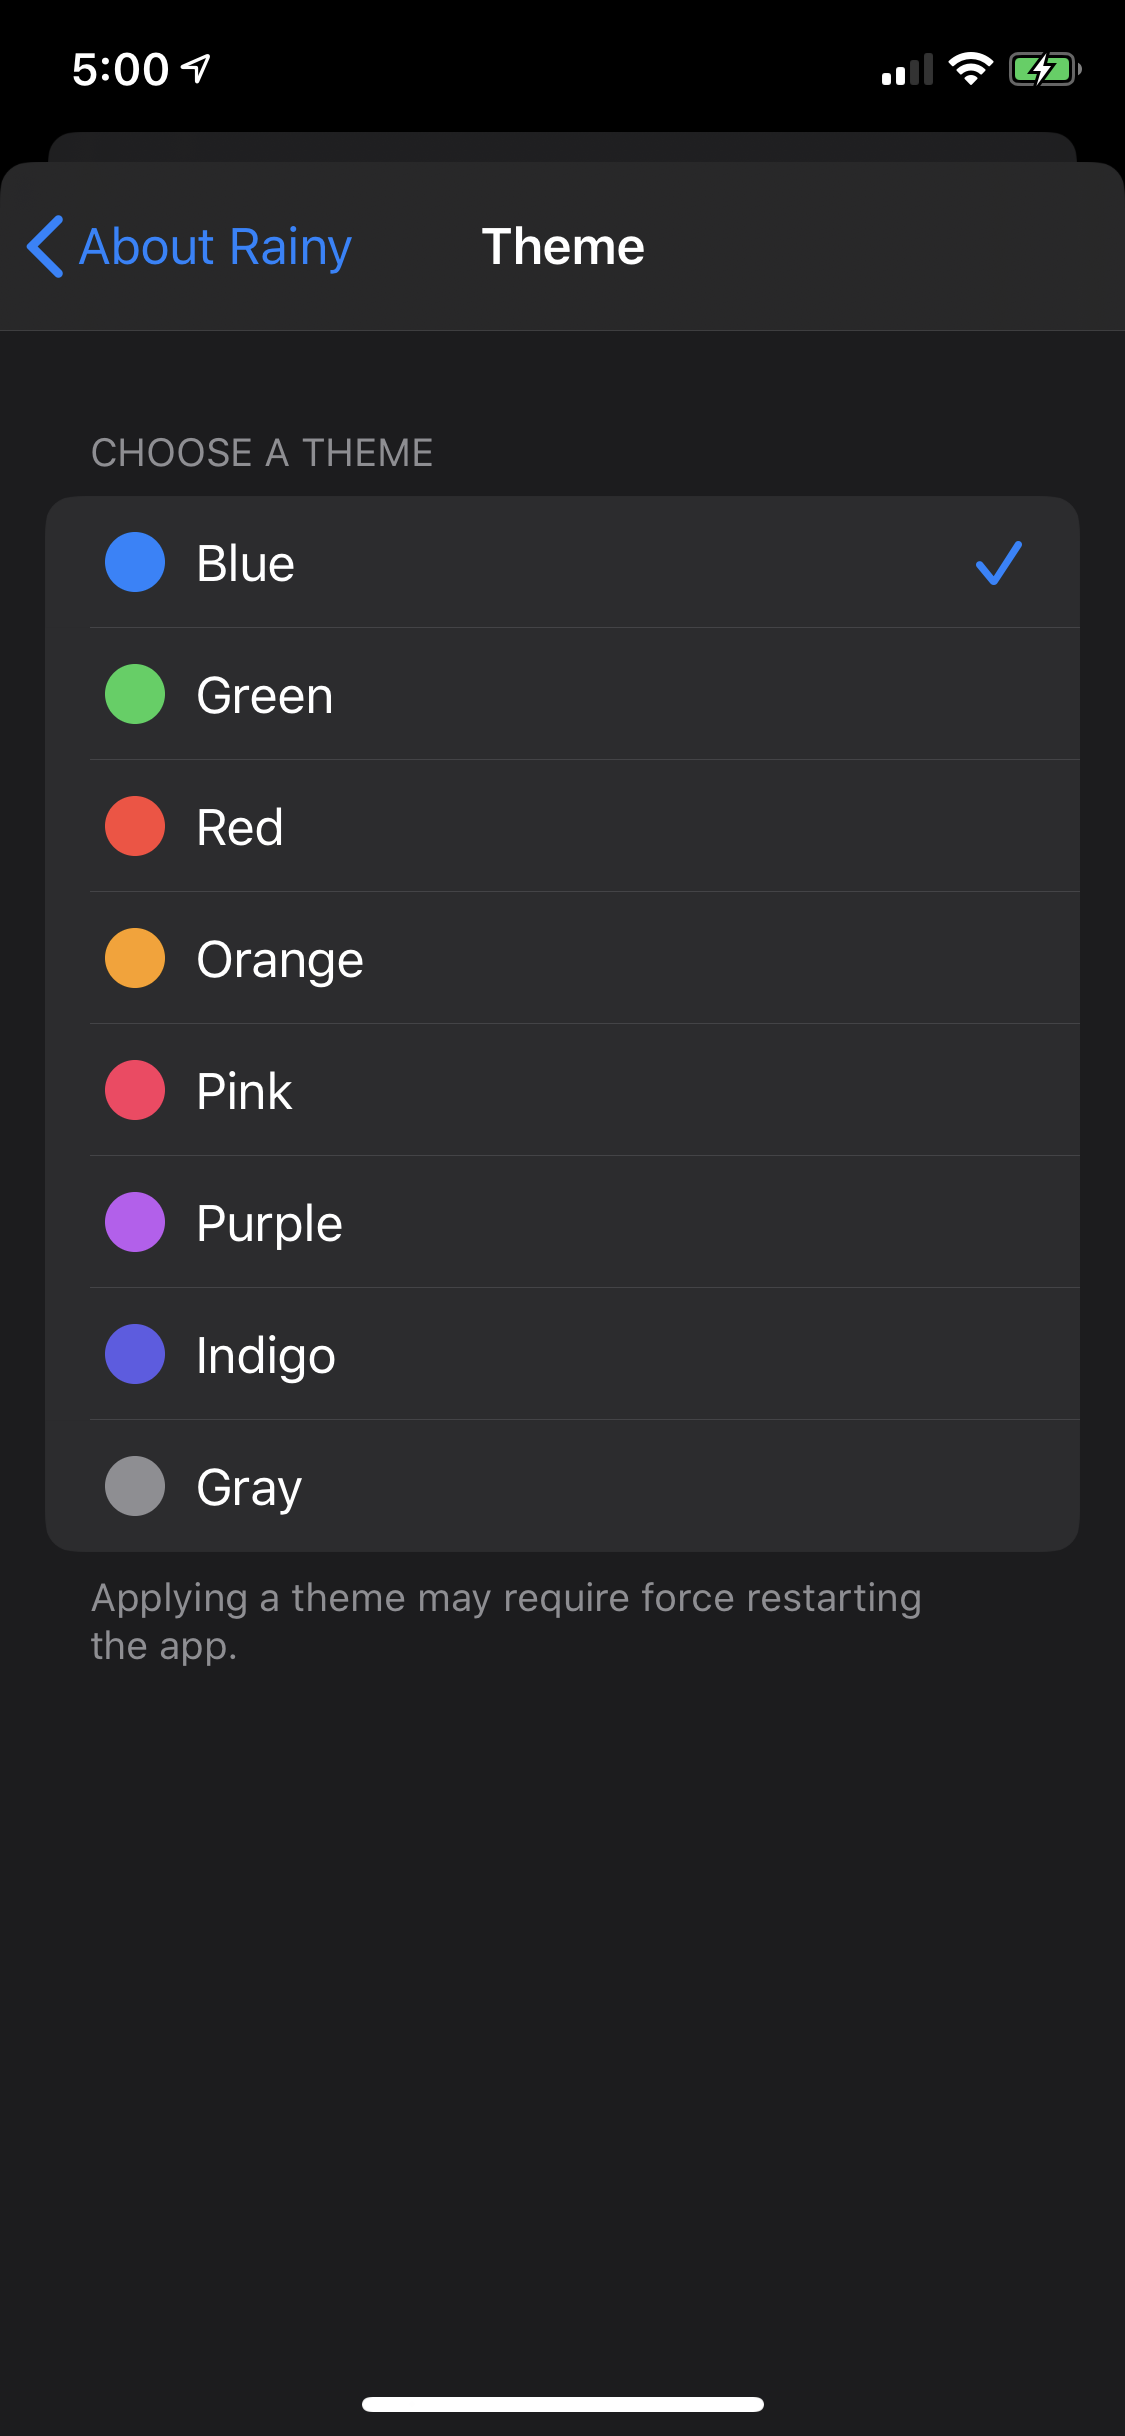 5:00
About Rainy
Theme
CHOOSE A THEME
Blue
Green
Red
Orange
Pink
Purple
Indigo
Gray
Applying a theme may require force restarting
the app.